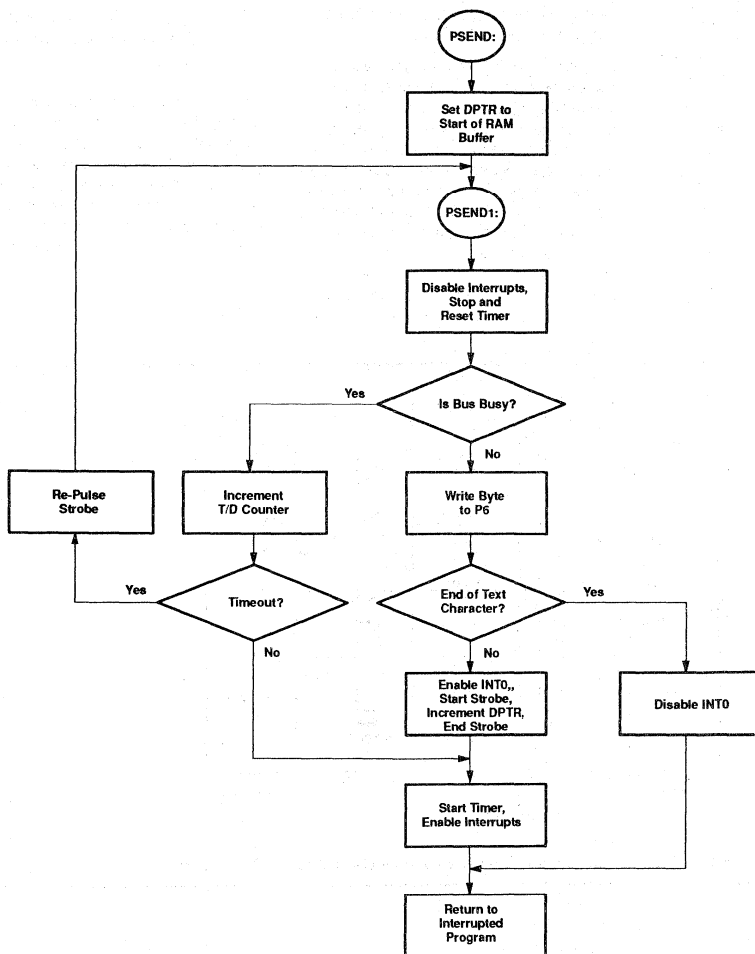 PSEND:
Set DPTR to
Start of RAM
Buffer
PSEND1:
Disable Interrupts,
Stop and
Reset Timer
Is Bus Busy?
Yes
No
Re-Pulse
Strobe
Increment
T/D Counter
Write Byte
to P6
Timeout?
Yes
No
End of Text
Character?
Yes
No
Enable INT0,,
Start Strobe,
Increment DPTR,
End Strobe
Disable INT0
Start Timer,
Enable Interrupts
Return to
Interrupted
Program